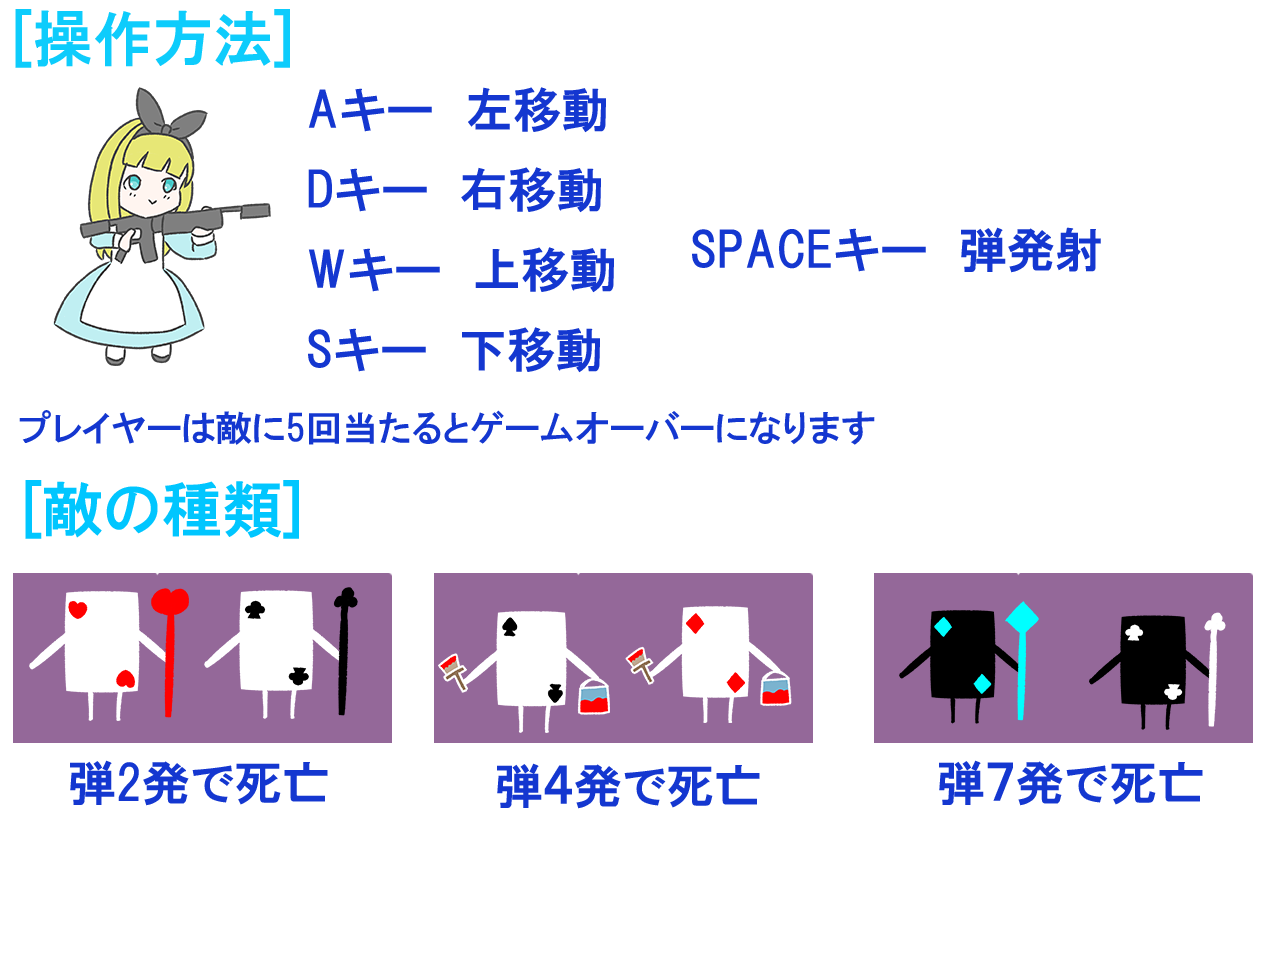 [操作方法]
Aキー 左移動
Dキー 右移動
Wキー 上移動
SPACEキー 弾発射
Sキー 下移動
プレイヤーは敵に5回当たるとゲームオーバーになります
[敵の種類]
弾2発で死亡
弾4発で死亡
弾7発で死亡